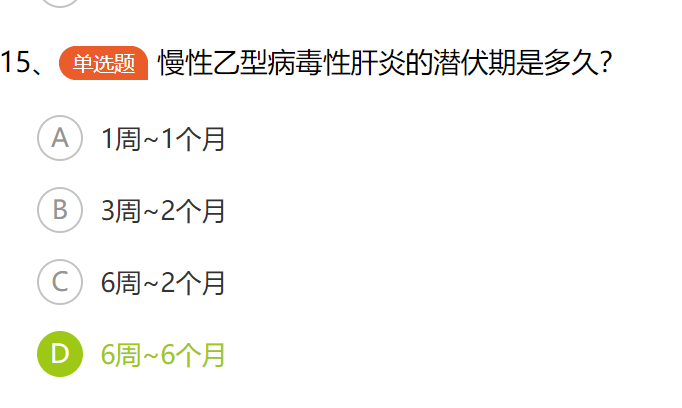 15、 单选题 慢性乙型病毒性肝炎的潜伏期是多久？
A 1周~1个月
B 3周~2个月
C 6周~2个月
D 6周~6个月